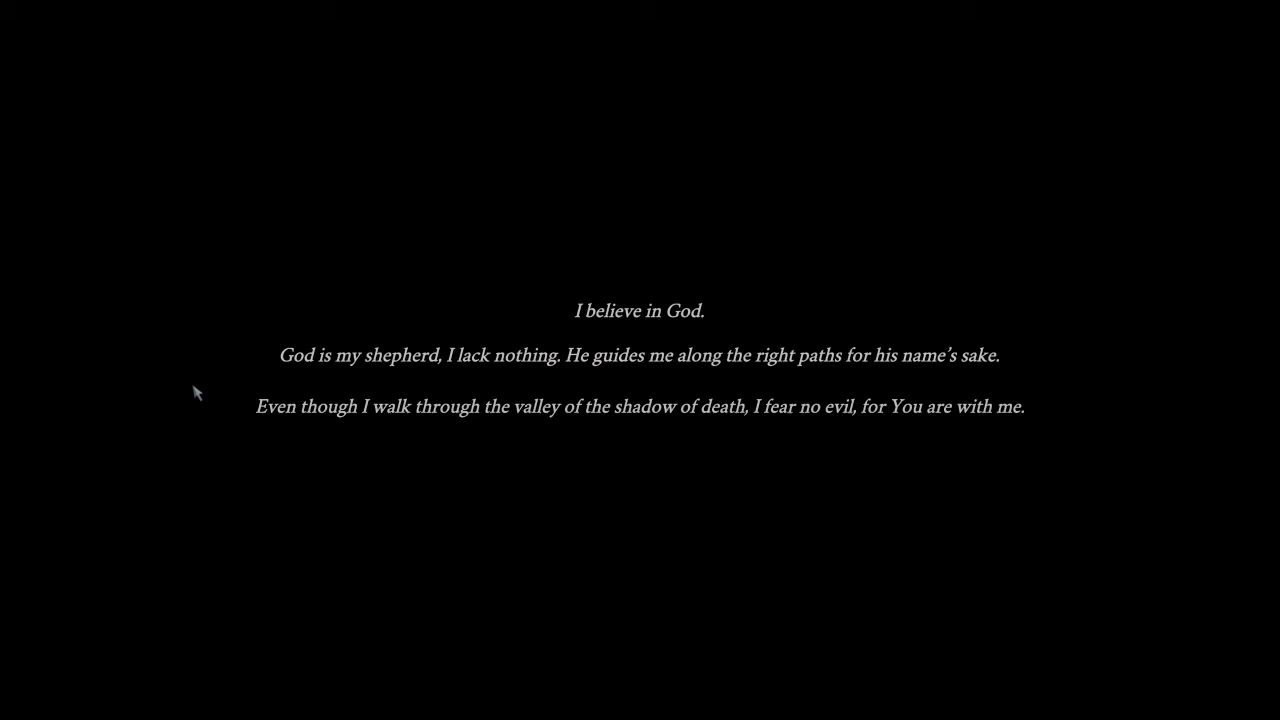 I believe in God.
God is my shepherd, I lack nothing. He guides me along the right paths for his name’s sake.
Even though I walk through the valley of the shadow of death, I fear no evil, for You are with me.